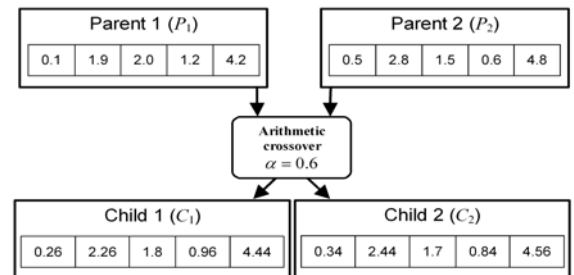 Parent 1 (P₁)
0.1 1.9 2.0 1.2 4.2
Parent 2 (P₂)
0.5 2.8 1.5 0.6 4.8
Arithmetic
crossover
α = 0.6
Child 1 (C₁)
0.26 2.26 1.8 0.96 4.44
Child 2 (C₂)
0.34 2.44 1.7 0.84 4.56